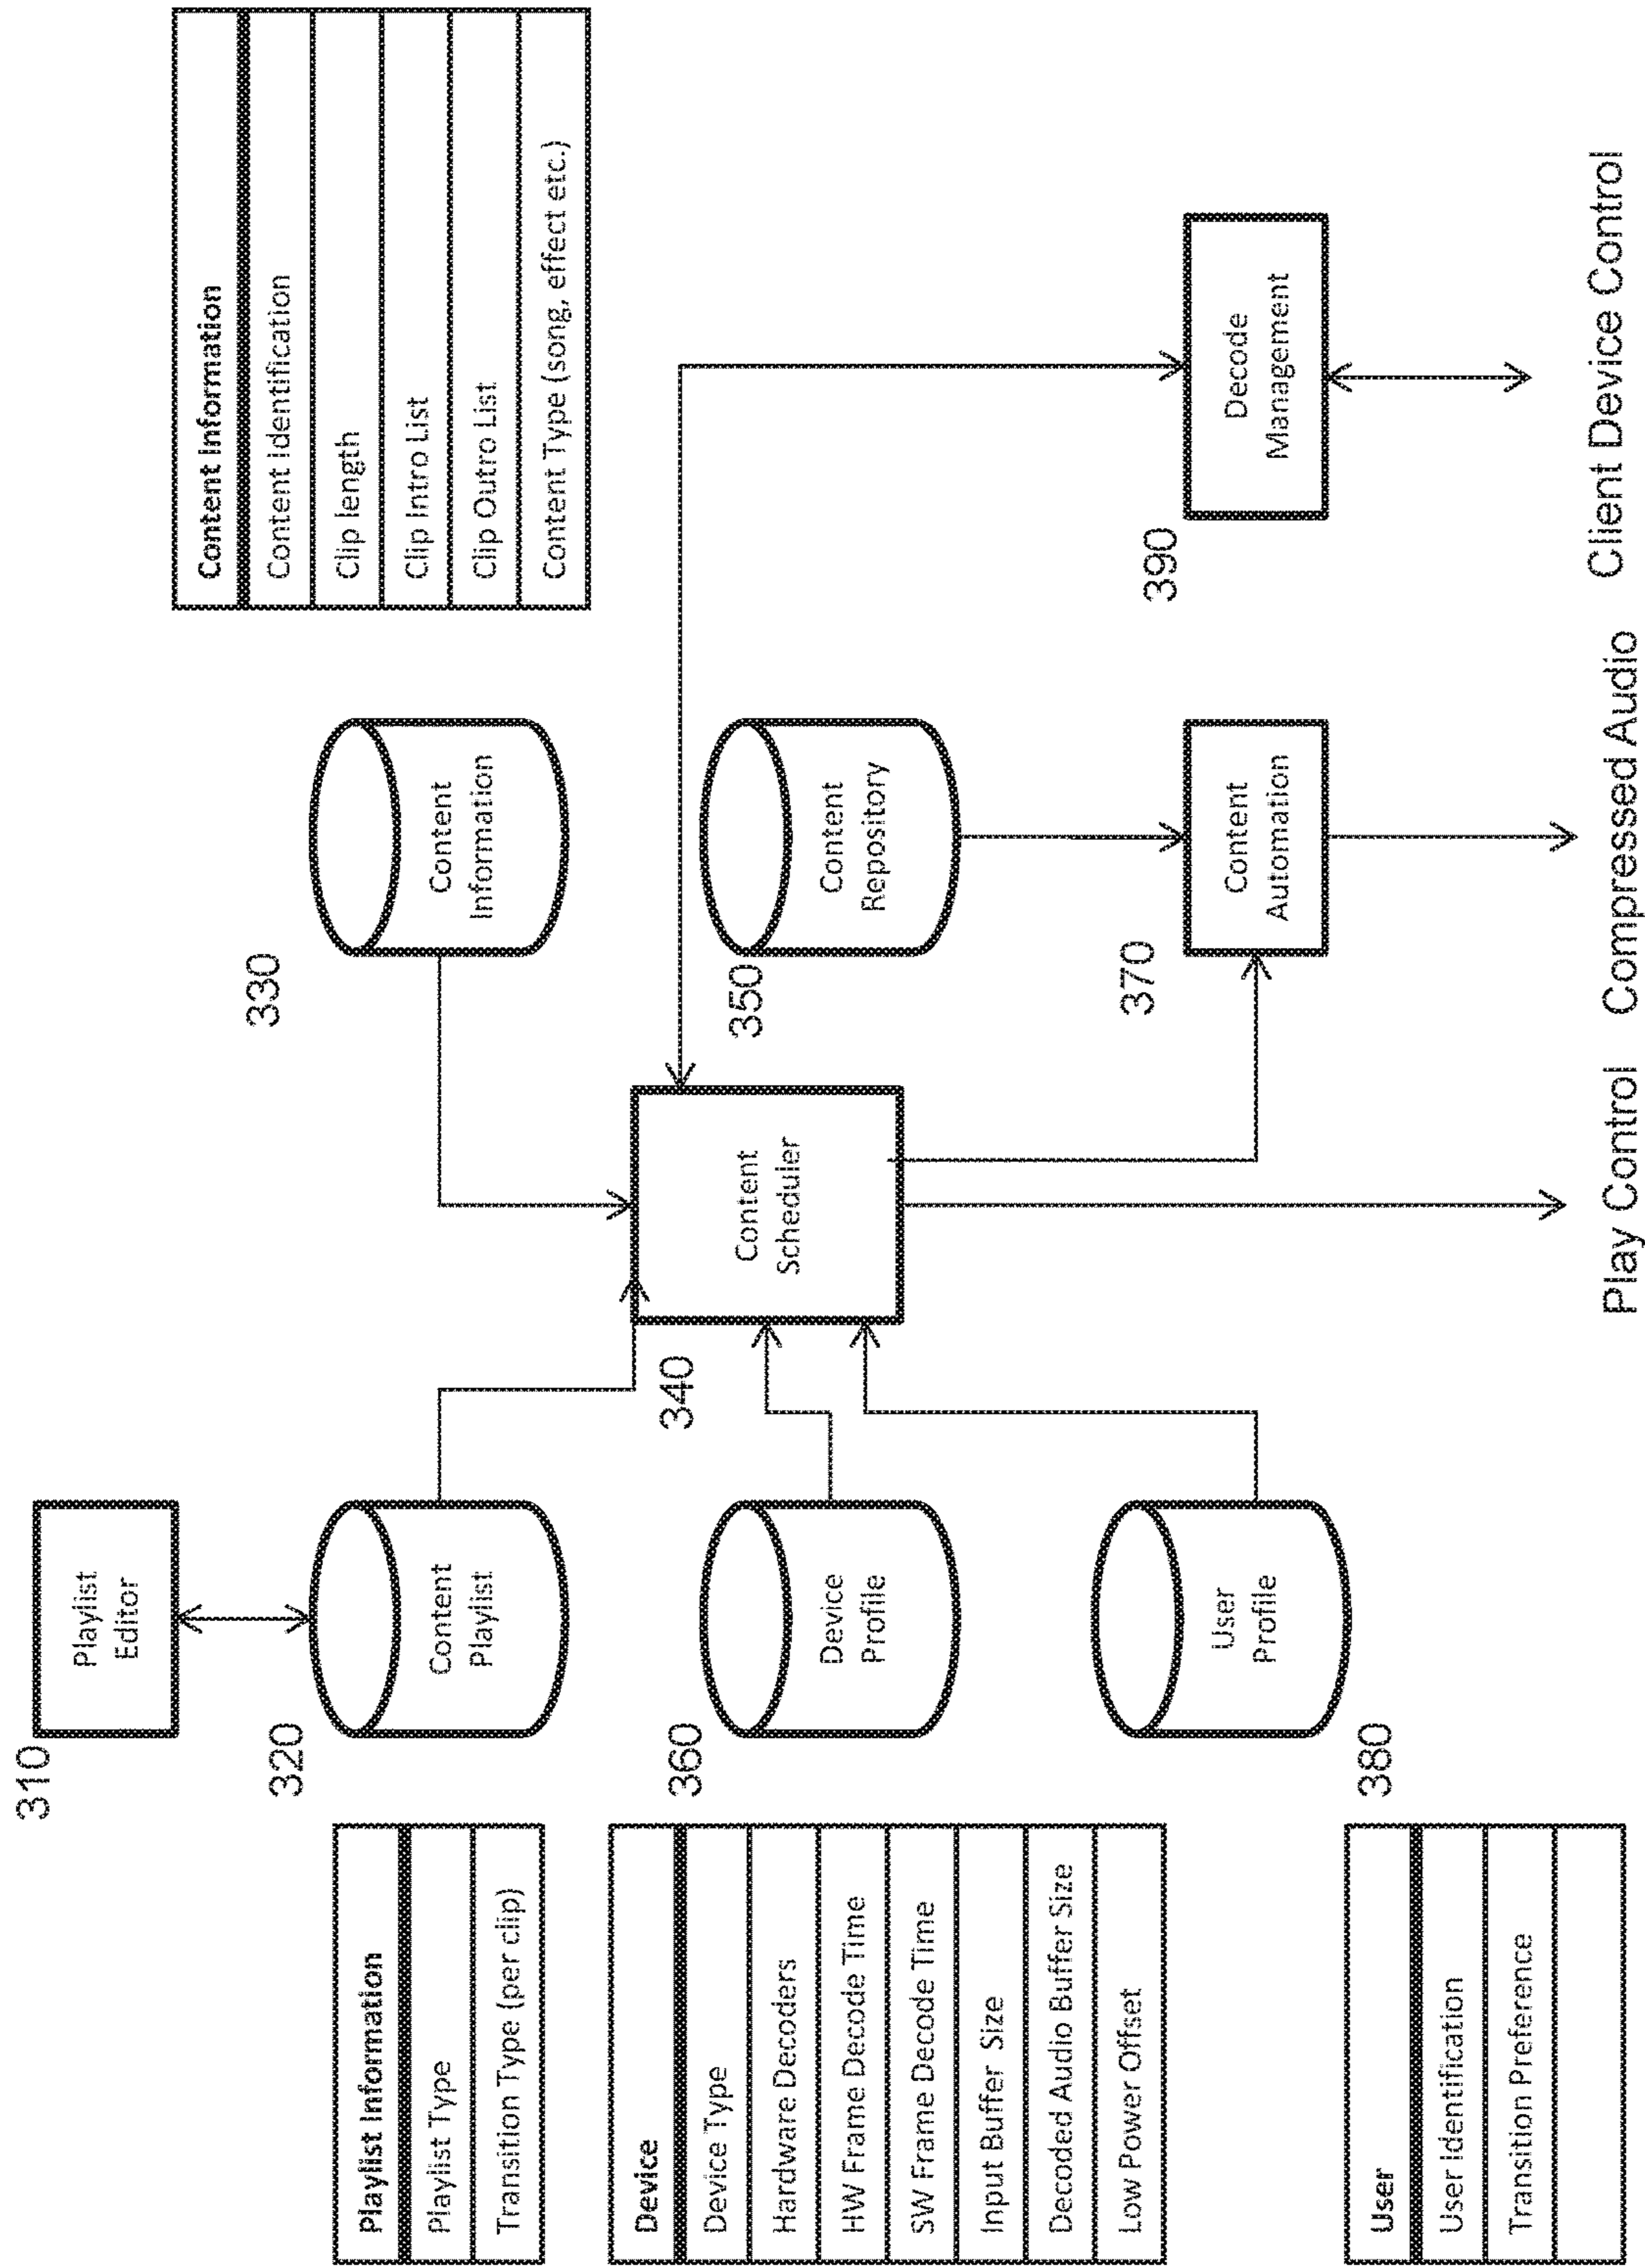 310
Playlist
Editor
Playlist Information
Playlist Type
Transition Type (per clip)
320
Content
Playlist
330
Content
Information
Content Information
Content Identification
Clip length
Clip Intro List
Clip Outro List
Content Type (song, effect etc.)
Device
Device Type
Hardware Decoders
HW Frame Decode Time
SW Frame Decode Time
Input Buffer Size
Decoded Audio Buffer Size
Low Power Offset
360
Device
Profile
340
Content
Scheduler
350
Content
Repository
User
User Identification
Transition Preference
380
User
Profile
370
Content
Automation
390
Decode
Management
Play Control
Compressed Audio
Client Device Control